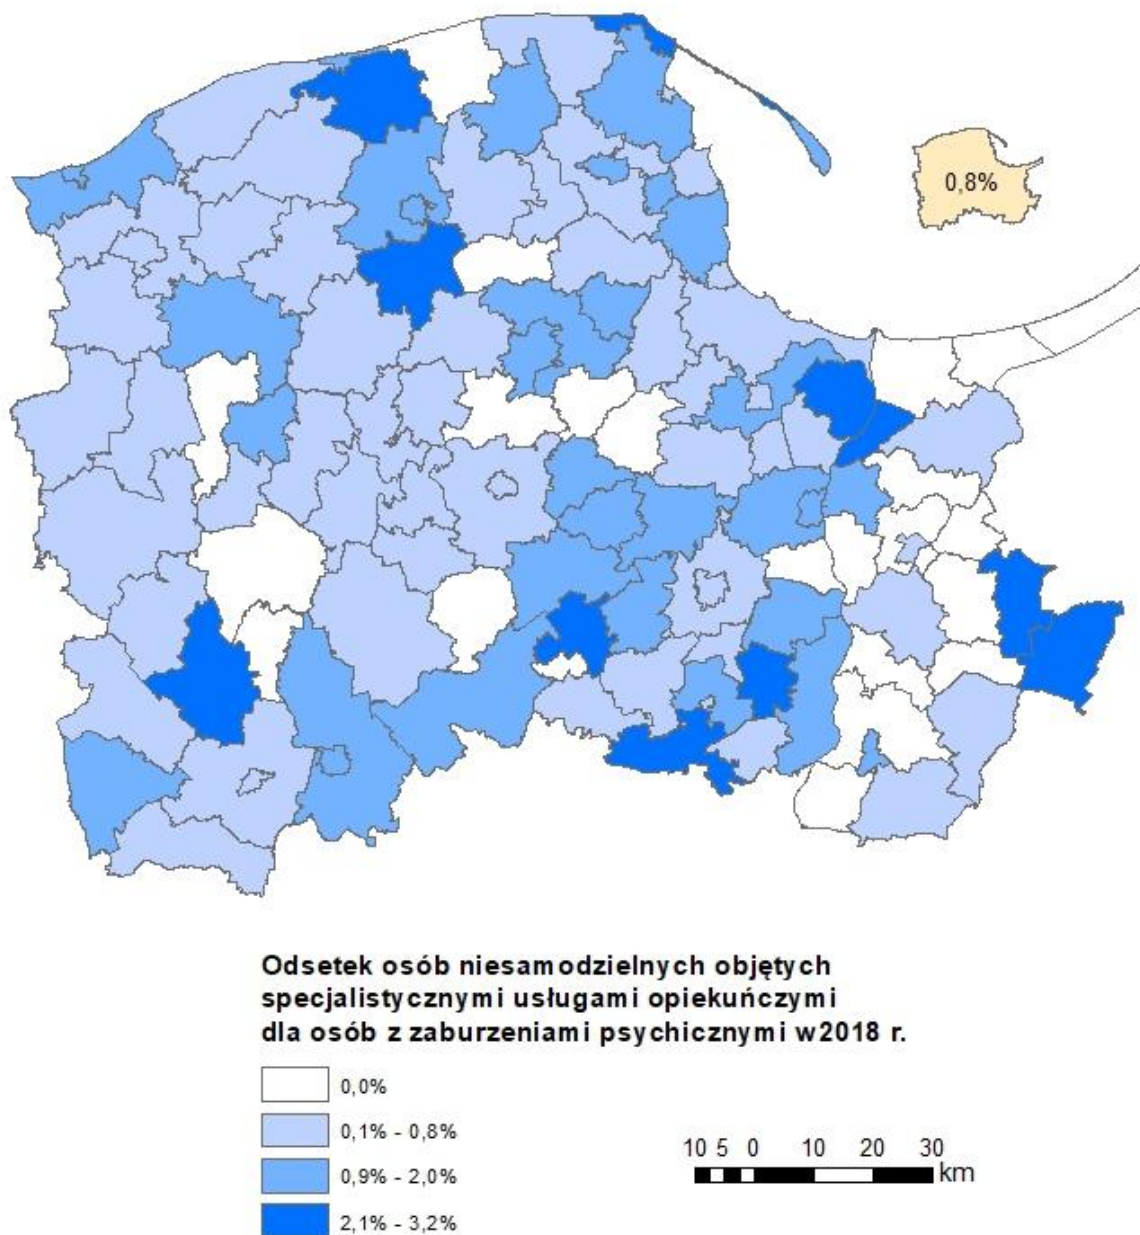 0,8%
Odsetek osób niesamodzielnych objętych
specjalistycznymi usługami opiekuńczymi
dla osób z zaburzeniami psychicznymi w2018 r.
0,0%
0,1% - 0,8%
0,9% - 2,0%
2,1% - 3,2%
10 5 0 10 20 30
km